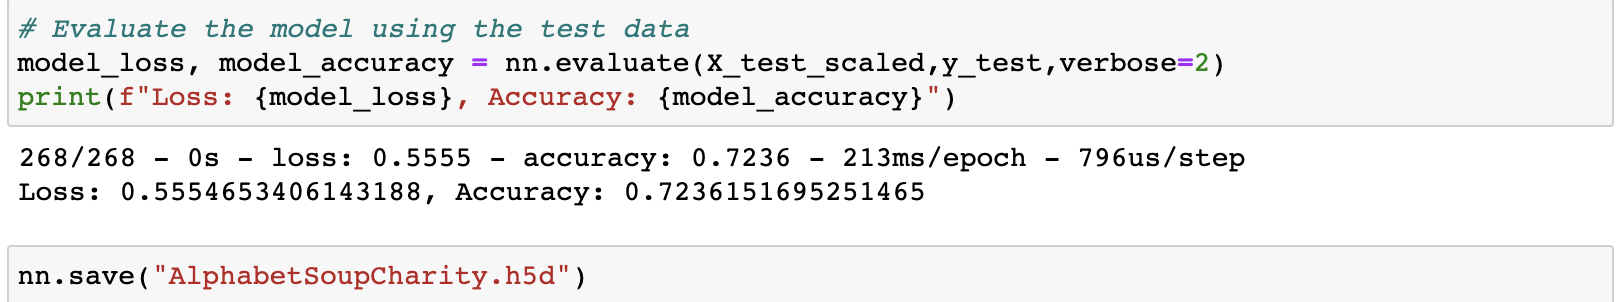 # Evaluate the model using the test data
model_loss, model_accuracy = nn.evaluate(X_test_scaled,y_test,verbose=2)
print(f"Loss: {model_loss}, Accuracy: {model_accuracy}")
268/268 - 0s - loss: 0.5555 - accuracy: 0.7236 - 213ms/epoch - 796us/step
Loss: 0.5554653406143188, Accuracy: 0.7236151695251465
nn.save("AlphabetSoupCharity.h5d")